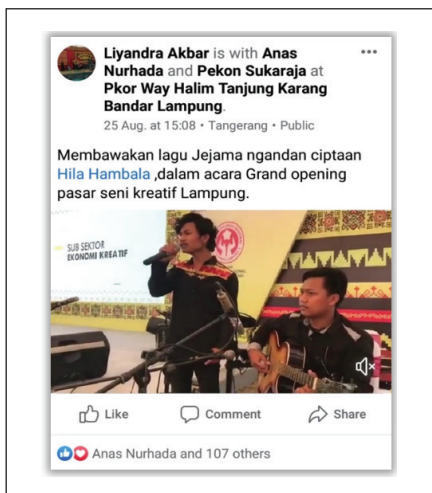 Liyandra Akbar is with Anas
Nurhada and Pekon Sukaraja at
Pkor Way Halim Tanjung Karang
Bandar Lampung.
25 Aug. at 15:08 • Tangerang • Public
Membawakan lagu Jejama ngandan ciptaan
Hila Hambala ,dalam acara Grand opening
pasar seni kreatif Lampung.
SUB SEKTOR
EKONOMI KREATIF
Like Comment Share
Anas Nurhada and 107 others